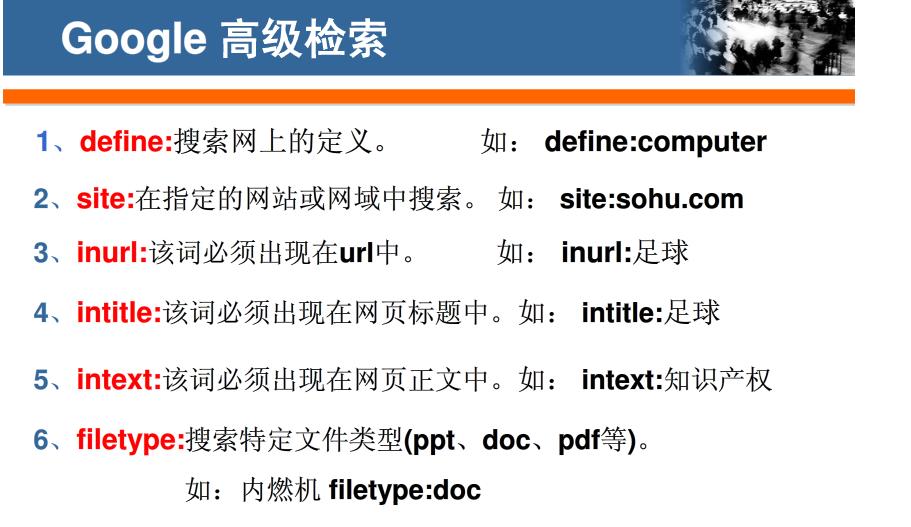 Google 高级检索
1、define:搜索网上的定义。 如： define:computer
2、site:在指定的网站或网域中搜索。 如： site:sohu.com
3、inurl:该词必须出现在url中。 如： inurl:足球
4、intitle:该词必须出现在网页标题中。如： intitle:足球
5、intext:该词必须出现在网页正文中。如： intext:知识产权
6、filetype:搜索特定文件类型(ppt、doc、pdf等)。
如：内燃机 filetype:doc